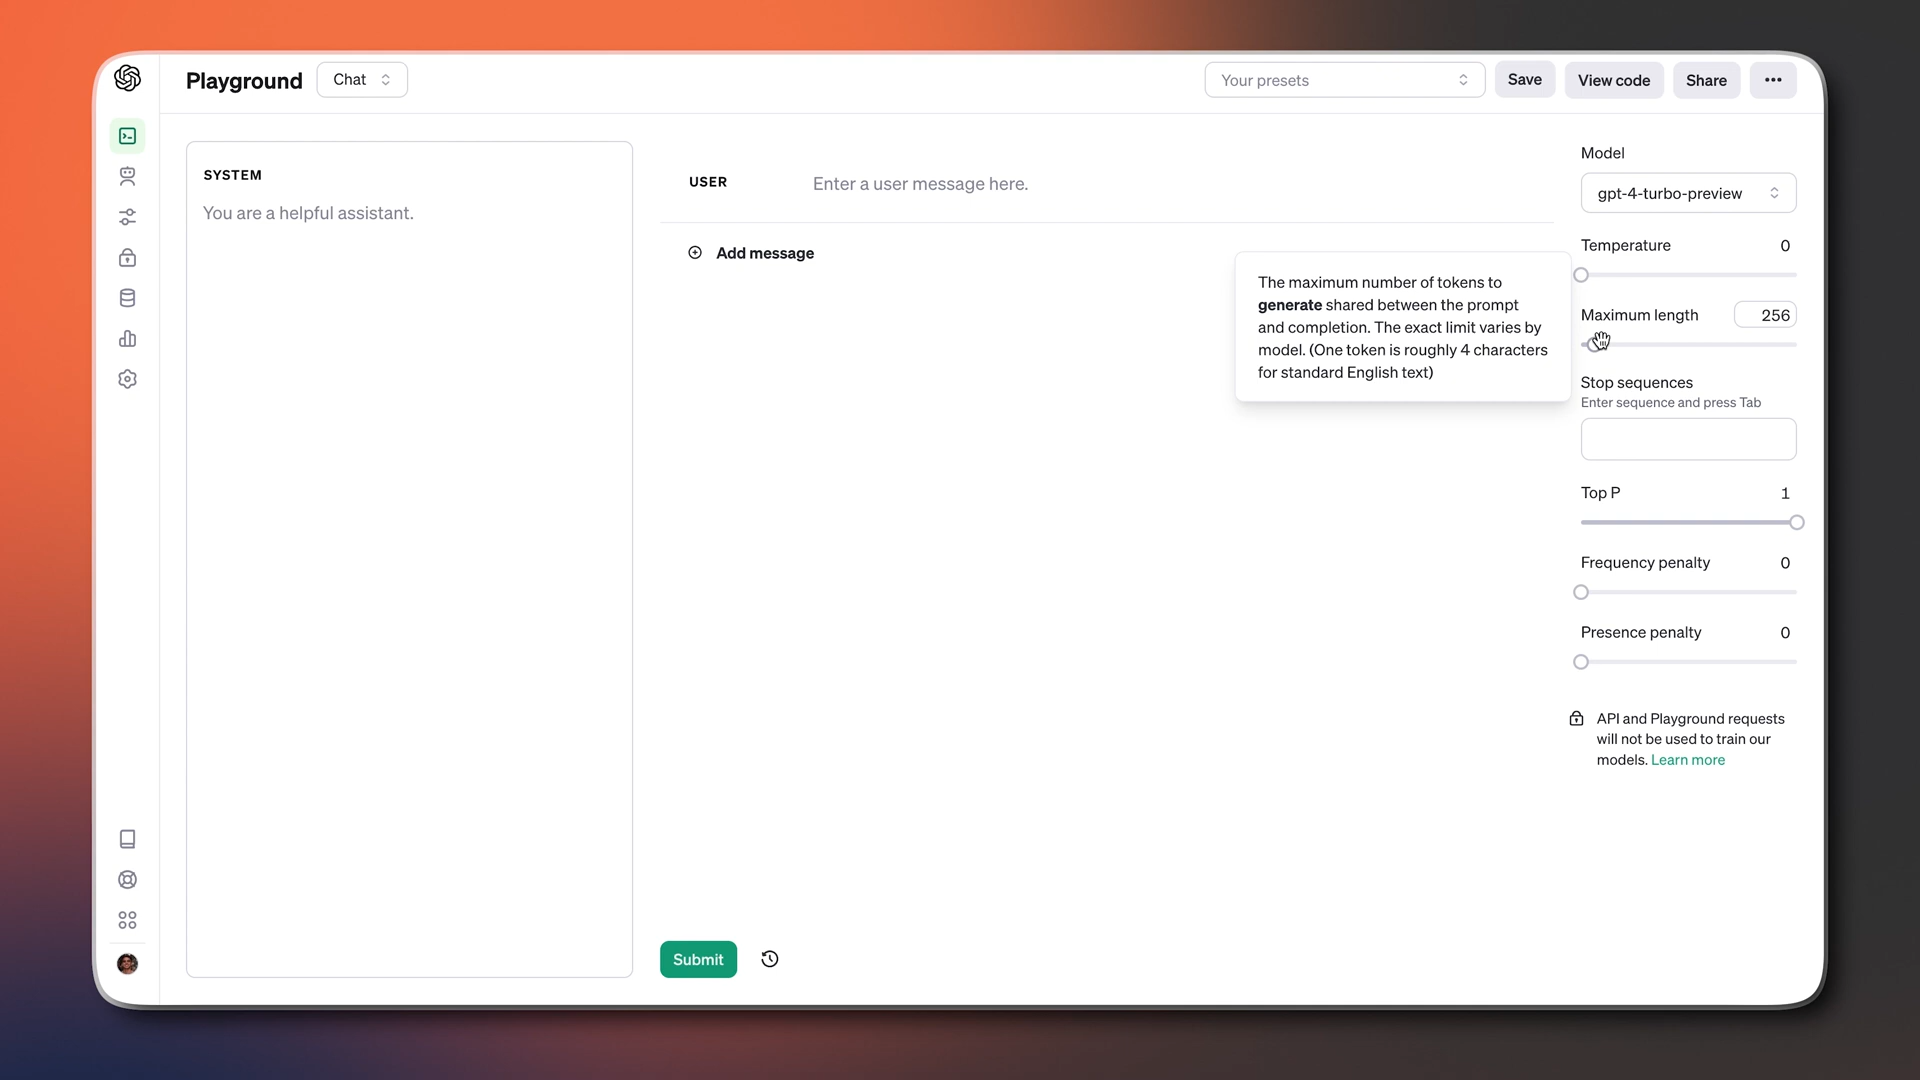 Playground
Chat
Your presets
Save
View code
Share
SYSTEM
You are a helpful assistant.
USER
Enter a user message here.
Add message
The maximum number of tokens to
generate shared between the prompt
and completion. The exact limit varies by
model. (One token is roughly 4 characters
for standard English text)
Model
gpt-4-turbo-preview
Temperature 0
Maximum length 256
Stop sequences
Enter sequence and press Tab
Top P 1
Frequency penalty 0
Presence penalty 0
API and Playground requests
will not be used to train our
models. Learn more
Submit